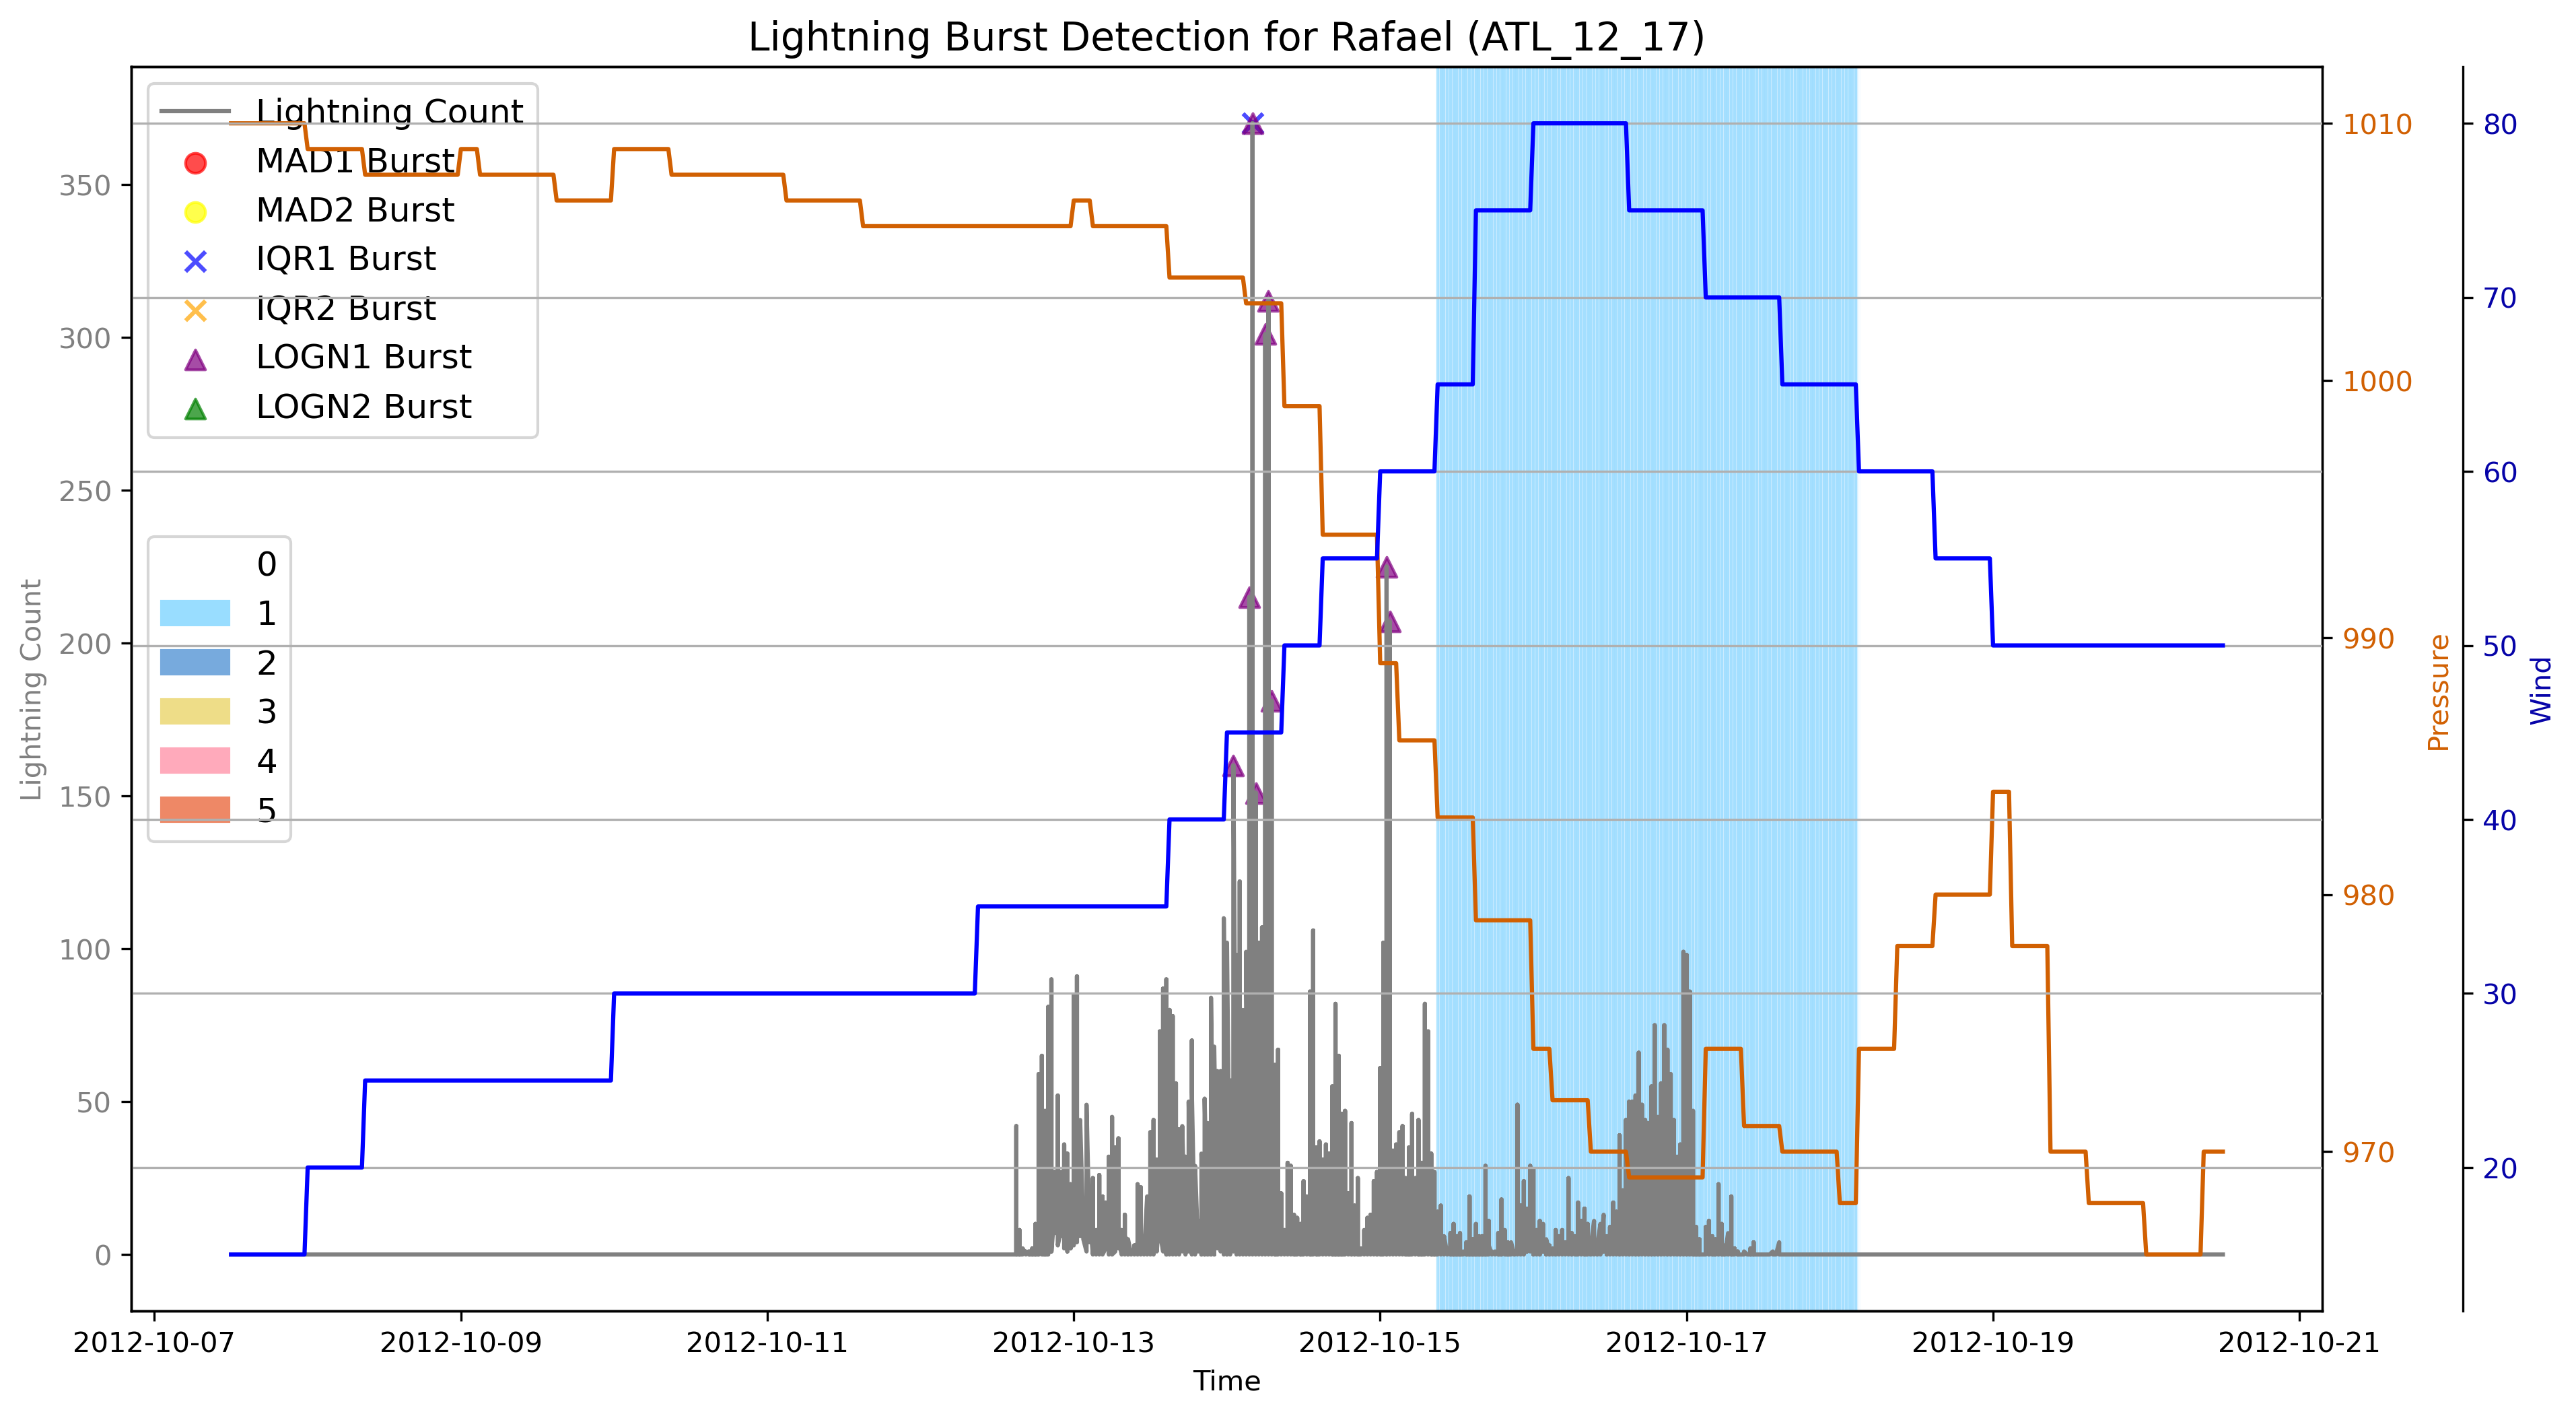 Lightning Burst Detection for Rafael (ATL_12_17)
Lightning Count
MAD1 Burst
MAD2 Burst
IQR1 Burst
IQR2 Burst
LOGN1 Burst
LOGN2 Burst
0
1
2
3
4
5
Lightning Count
350
300
250
200
150
100
50
0
1010
1000
990
980
970
Pressure
80
70
60
50
40
30
20
Wind
2012-10-07
2012-10-09
2012-10-11
2012-10-13
2012-10-15
2012-10-17
2012-10-19
2012-10-21
Time